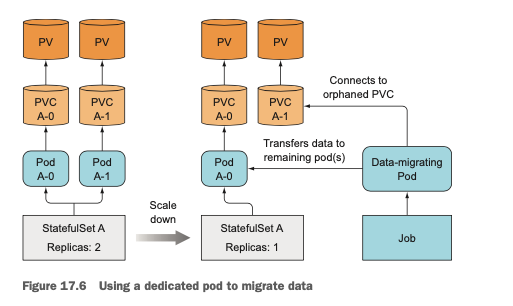 PV
PV
PVC
A-0
PVC
A-1
Pod
A-0
Pod
A-1
StatefulSet A
Replicas: 2
Scale
down
PV
PV
PVC
A-0
PVC
A-1
Connects to
orphaned PVC
Transfers data to
remaining pod(s)
Pod
A-0
Data-migrating
Pod
StatefulSet A
Replicas: 1
Job
Figure 17.6 Using a dedicated pod to migrate data